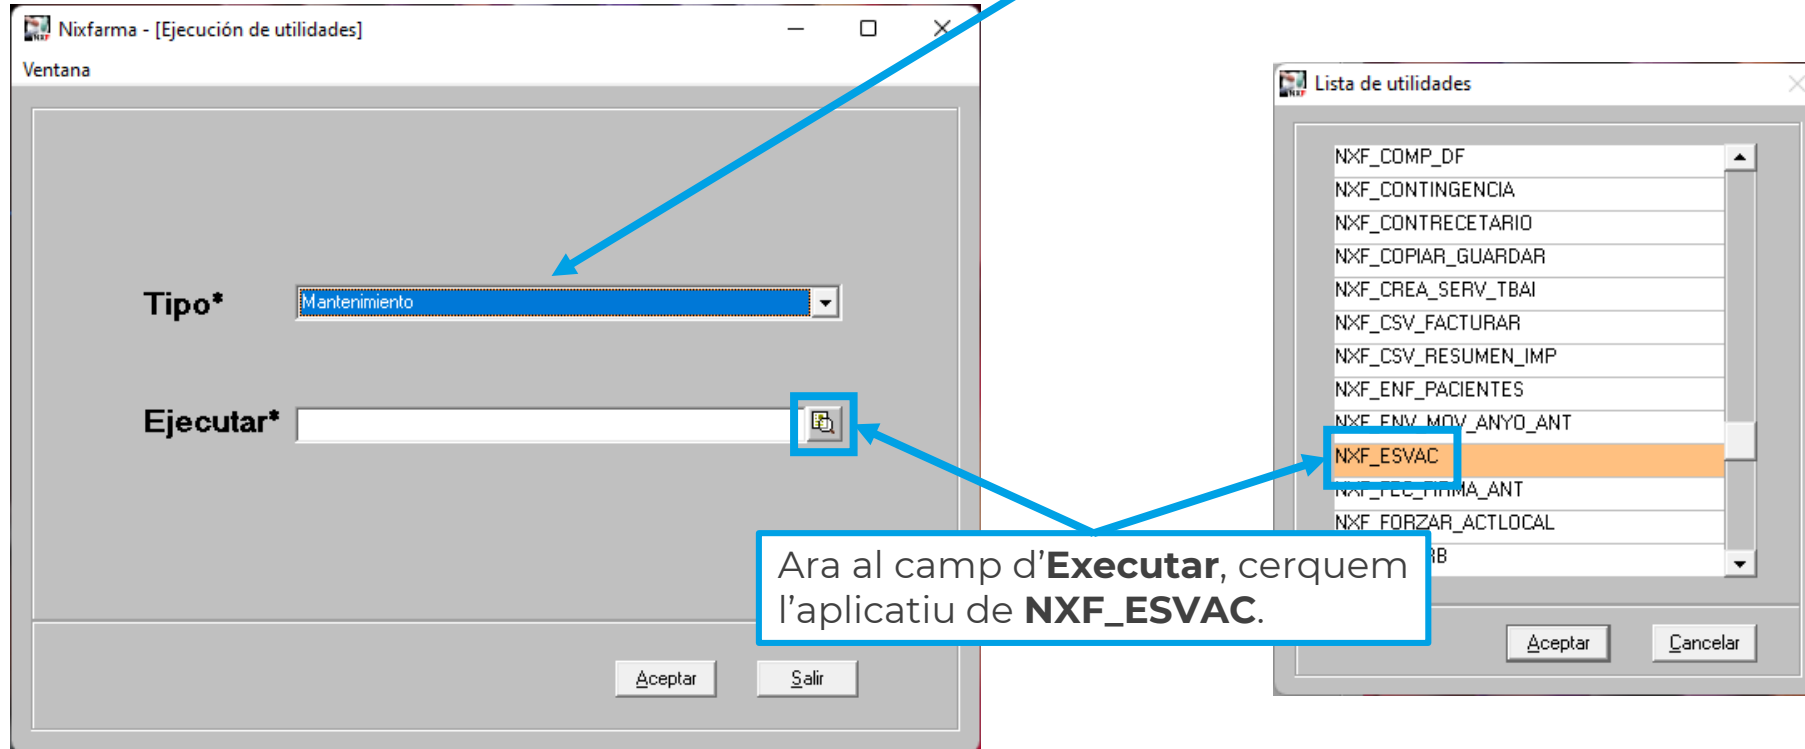 Nixfarma - [Ejecución de utilidades]
Ventana
Tipo*
Mantenimiento
Ejecutar*
Aceptar
Salir
Lista de utilidades
NXF_COMP_DF
NXF_CONTINGENCIA
NXF_CONTRECETARIO
NXF_COPIAR_GUARDAR
NXF_CREA_SERV_TBAI
NXF_CSV_FACTURAR
NXF_CSV_RESUMEN_IMP
NXF_ENF_PACIENTES
NXF_ENV_MOV_ANYO_ANT
NXF_ESVAC
NXF_FEC_FIRMA_ANT
NXF_FORZAR_ACTLOCAL
Aceptar
Cancelar
Ara al camp d’Executar, cerquem
l’aplicatiu de NXF_ESVAC.